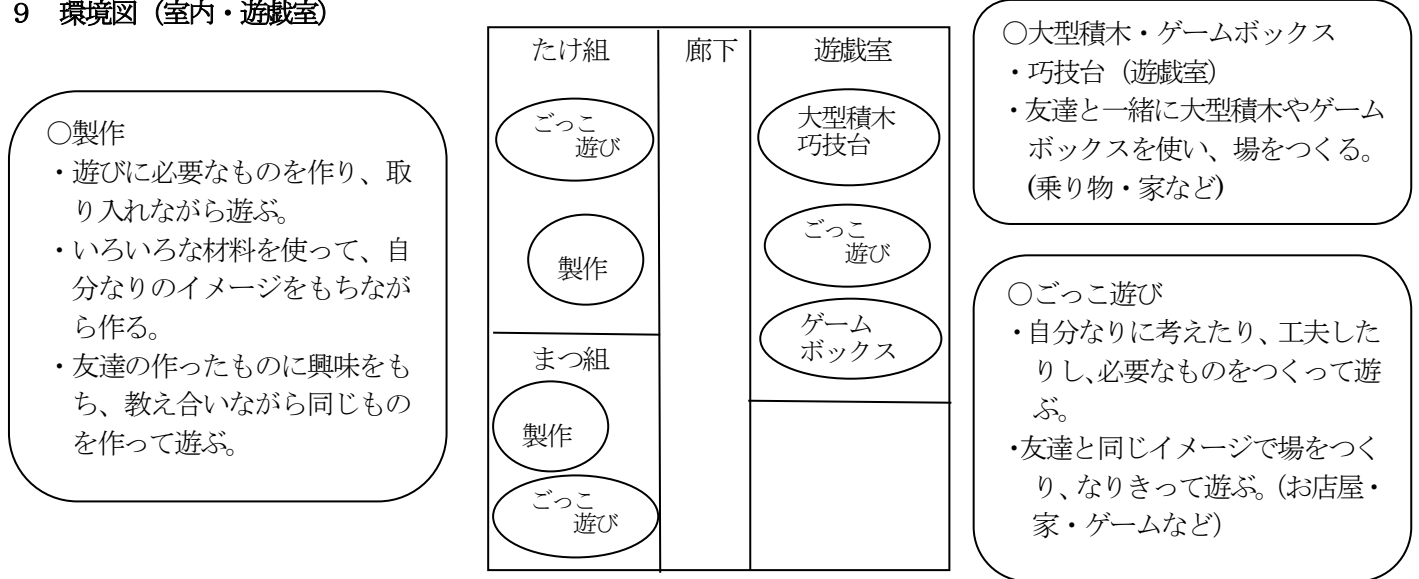 9 環境図（室内・遊戯室）
○製作
・遊びに必要なものを作り、取
り入れながら遊ぶ。
・いろいろな材料を使って、自
分なりのイメージをもちなが
ら作る。
・友達の作ったものに興味をも
ち、教え合いながら同じもの
を作って遊ぶ。
たけ組
ごっこ
遊び
製作
まつ組
製作
ごっこ
遊び
廊下
遊戯室
大型積木
巧技台
ごっこ
遊び
ゲーム
ボックス
○大型積木・ゲームボックス
・巧技台（遊戯室）
・友達と一緒に大型積木やゲーム
ボックスを使い、場をつくる。
(乗り物・家など)
○ごっこ遊び
・自分なりに考えたり、工夫した
りし、必要なものをつくって遊
ぶ。
・友達と同じイメージで場をつく
り、なりきって遊ぶ。（お店屋・
家・ゲームなど）